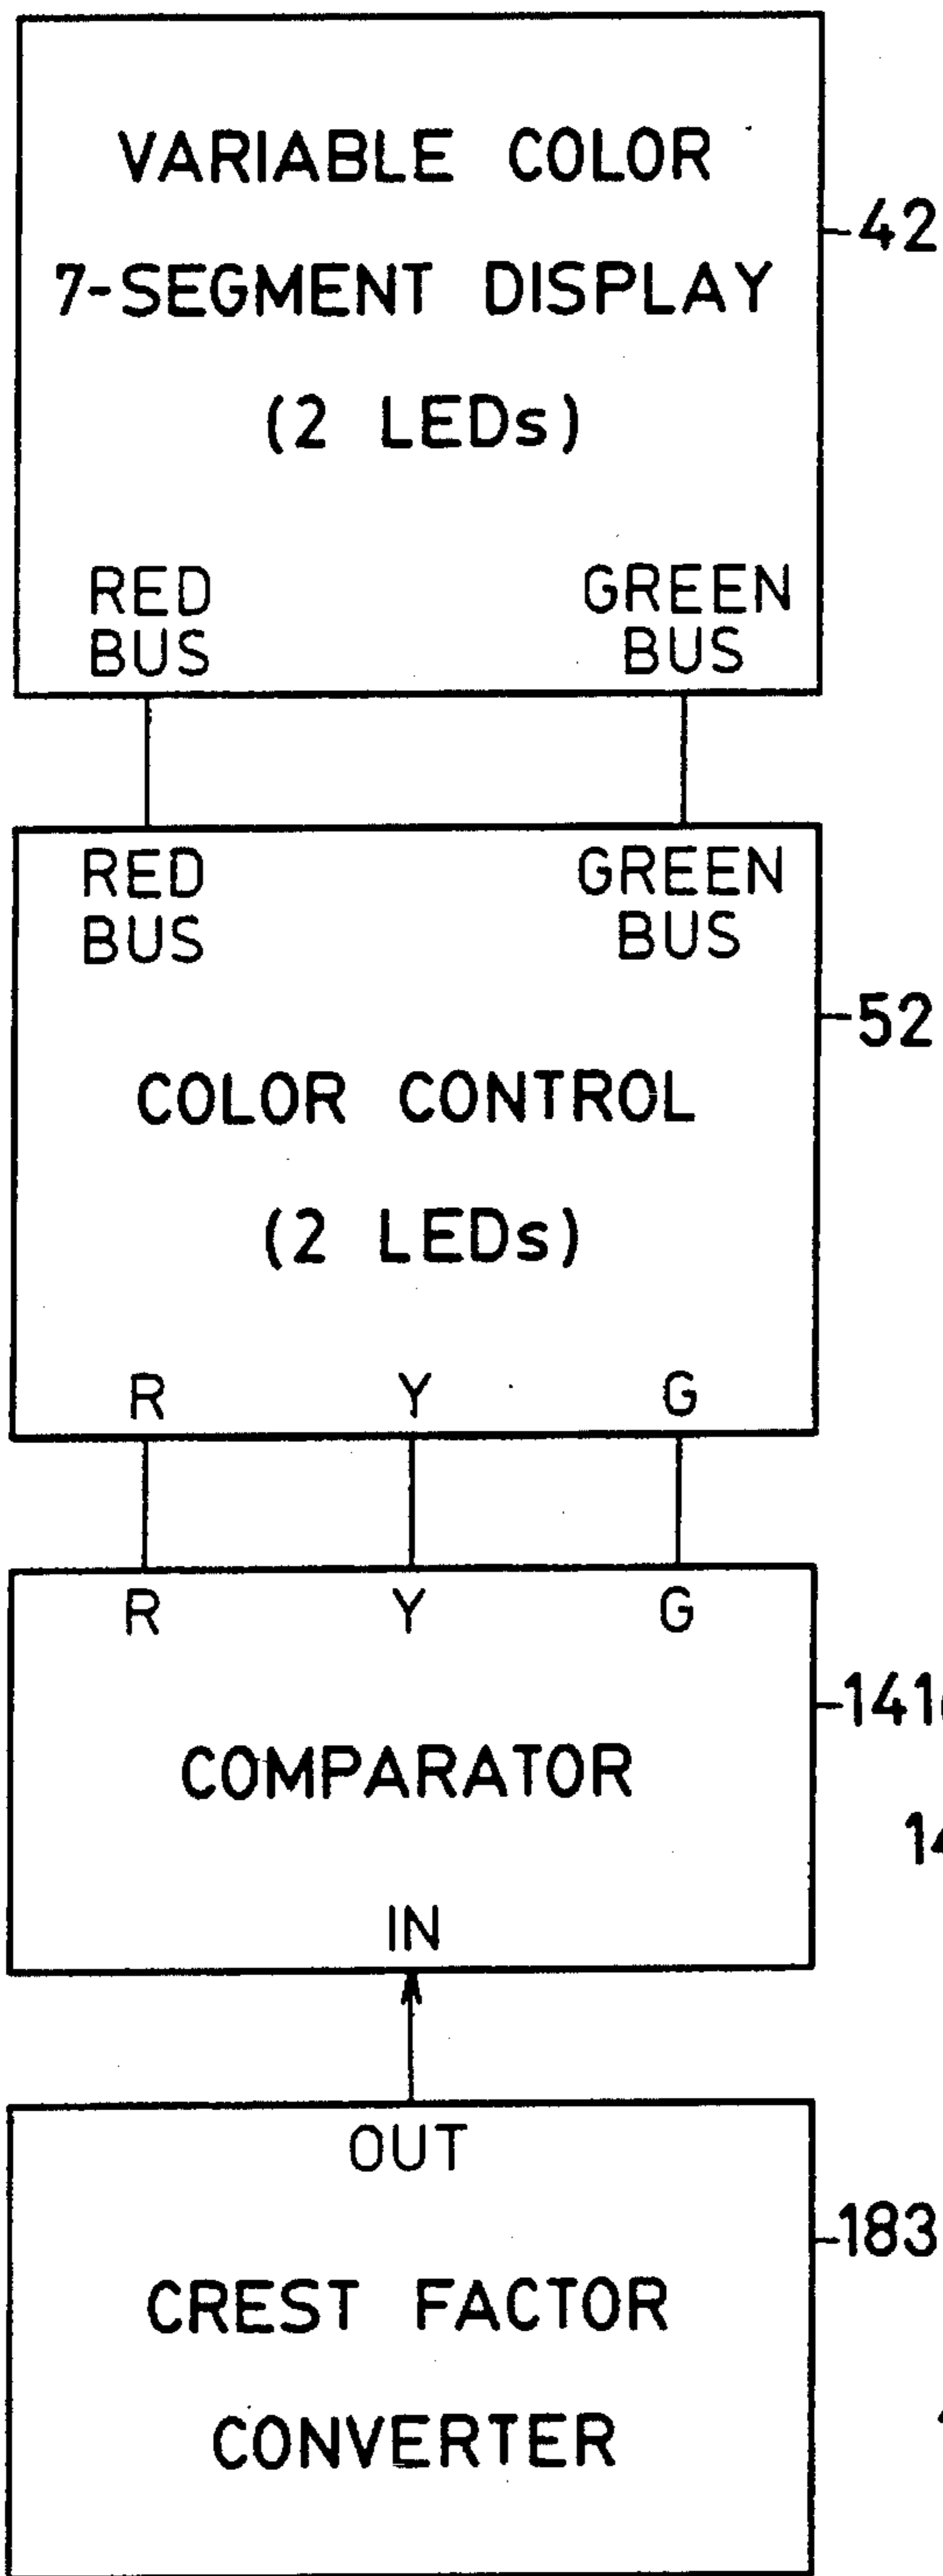 VARIABLE COLOR
7-SEGMENT DISPLAY
(2 LEDs)
42
RED GREEN
BUS BUS
RED GREEN
BUS BUS
52
COLOR CONTROL
(2 LEDs)
R Y G
R Y G
COMPARATOR
IN
OUT
183
CREST FACTOR
CONVERTER